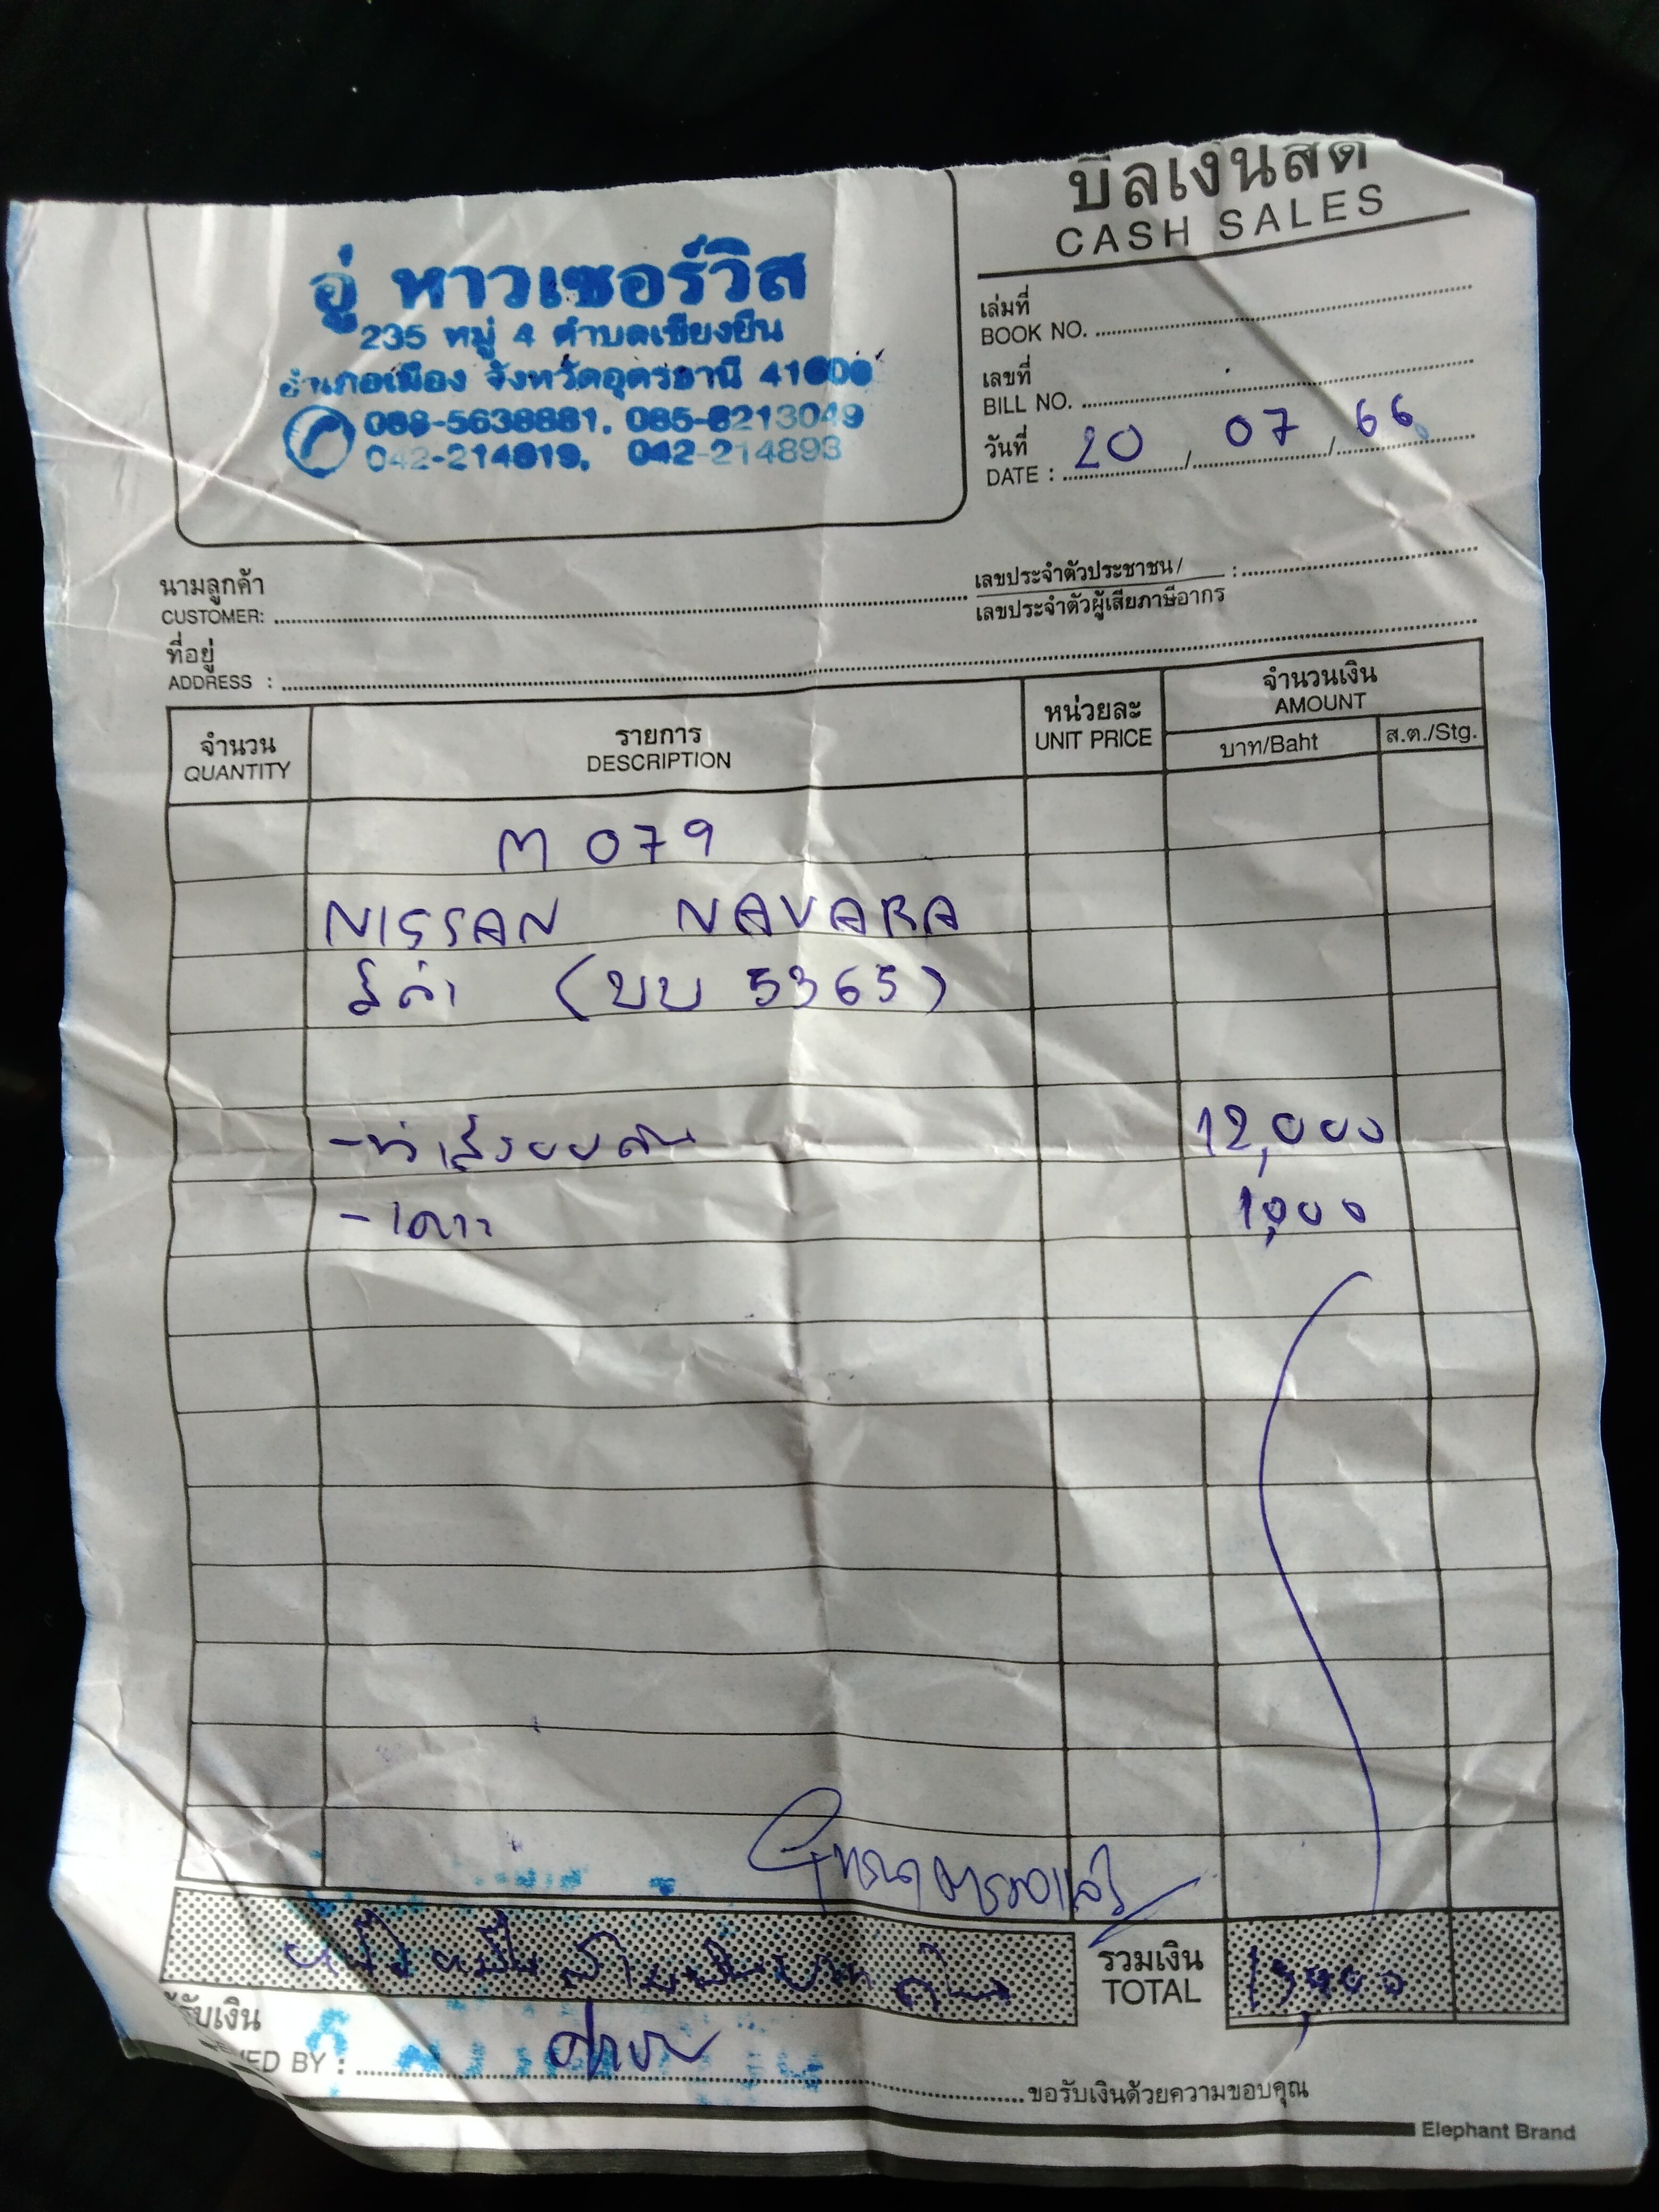 บิลเงินสด
CASH SALES
อู่ หาวเซอร์วิส
235 หมู่ 4 ตำบลเชียงยืน
อำเภอเมือง จังหวัดอุดรธานี 41000
088-5638881, 085-8213049
042-214819, 042-214893
เล่มที่
BOOK NO.
เลขที่
BILL NO.
วันที่
DATE : 20 / 07 / 66
นามลูกค้า
CUSTOMER:
เลขประจำตัวประชาชน/ :
เลขประจำตัวผู้เสียภาษีอากร
ที่อยู่
ADDRESS :
จำนวน
QUANTITY
รายการ
DESCRIPTION
หน่วยละ
UNIT PRICE
จำนวนเงิน
AMOUNT
บาท/Baht
ส.ต./Stg.
M 079
NISSAN NAVARA
สีดำ (บบ 5365)
12,000
1,000
รวมเงิน
TOTAL
13,000
ผู้รับเงิน
BY :
ขอรับเงินด้วยความขอบคุณ
Elephant Brand